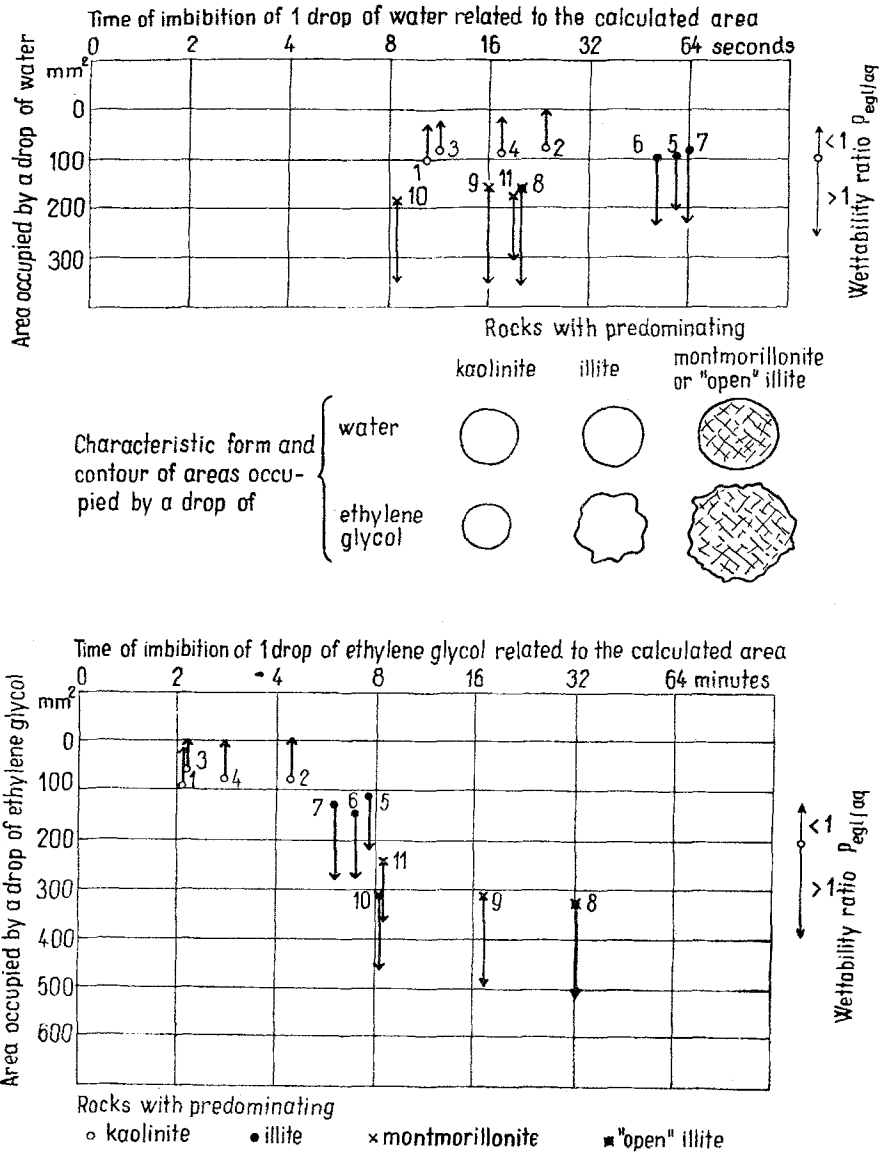 Time of imbibition of 1 drop of water related to the calculated area
0 2 4 8 16 32 64 seconds
mm²
0
100
200
300
Area occupied by a drop of water
1
3
4
2
6 5 7
10
9 11 8
<1
>1
Wettability ratio pegl/aq
Rocks with predominating
kaolinite illite montmorillonite
or "open" illite
Characteristic form and
contour of areas occu-
pied by a drop of
water
ethylene
glycol
Time of imbibition of 1 drop of ethylene glycol related to the calculated area
0 2 4 8 16 32 64 minutes
mm²
0
100
200
300
400
500
600
Area occupied by a drop of ethylene glycol
1
3
4
2
7 6 5
11
10
9
8
<1
>1
Wettability ratio pegl/aq
Rocks with predominating
kaolinite illite montmorillonite "open" illite